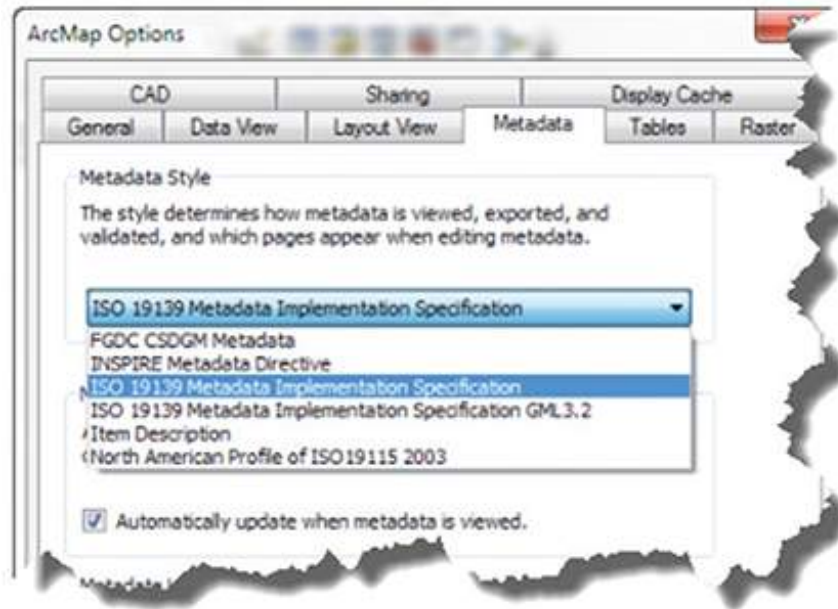 ArcMap Options
CAD Sharing Display Cache
General Data View Layout View Metadata Tables Raster
Metadata Style
The style determines how metadata is viewed, exported, and
validated, and which pages appear when editing metadata.
ISO 19139 Metadata Implementation Specification
FGDC CSDGM Metadata
INSPIRE Metadata Directive
ISO 19139 Metadata Implementation Specification
ISO 19139 Metadata Implementation Specification GML3.2
Item Description
North American Profile of ISO19115 2003
Automatically update when metadata is viewed.
Metadata